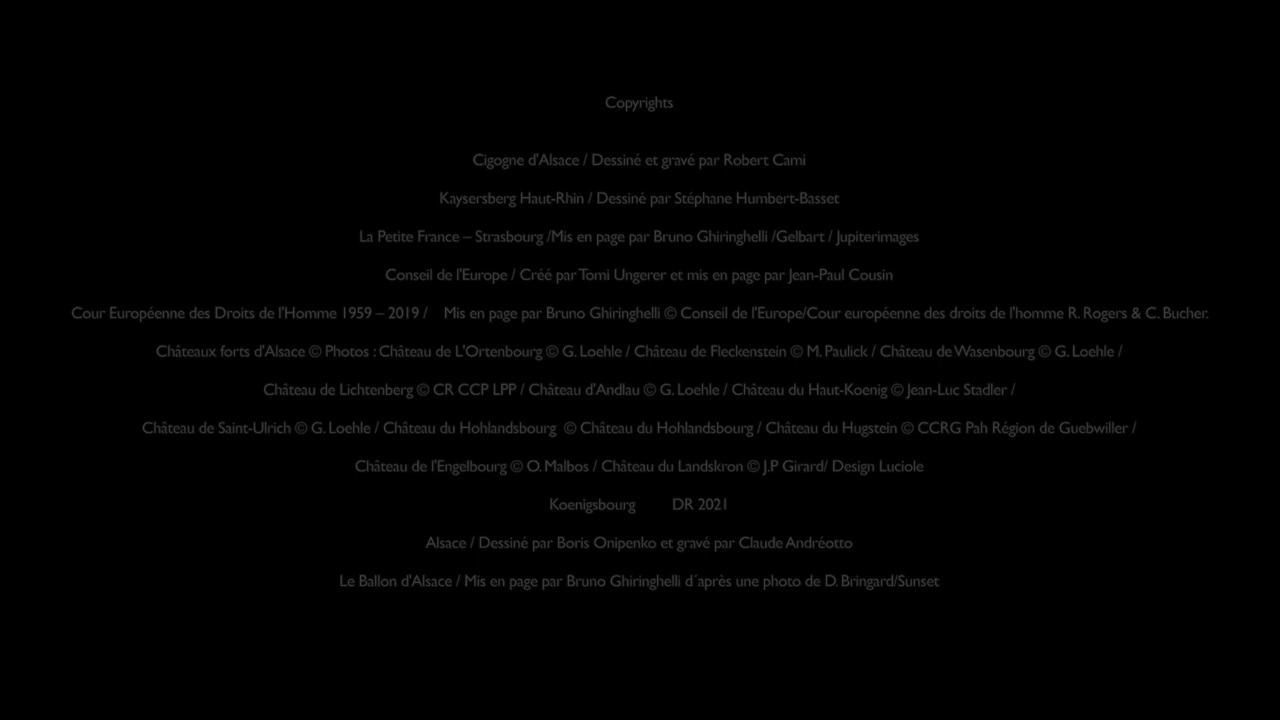 Copyrights
Cigogne d'Alsace / Dessiné et gravé par Robert Cami
Kaysersberg Haut-Rhin / Dessiné par Stéphane Humbert-Basset
La Petite France – Strasbourg /Mis en page par Bruno Ghiringhelli /Gelbart / Jupiterimages
Conseil de l'Europe / Créé par Tomi Ungerer et mis en page par Jean-Paul Cousin
Cour Européenne des Droits de l'Homme 1959 – 2019 / Mis en page par Bruno Ghiringhelli © Conseil de l'Europe/Cour européenne des droits de l'homme R. Rogers & C. Bucher.
Châteaux forts d'Alsace © Photos : Château de L'Ortenbourg © G. Loehle / Château de Fleckenstein © M. Paulick / Château de Wasenbourg © G. Loehle /
Château de Lichtenberg © CR CCP LPP / Château d'Andlau © G. Loehle / Château du Haut-Koenig © Jean-Luc Stadler /
Château de Saint-Ulrich © G. Loehle / Château du Hohlandsbourg © Château du Hohlandsbourg / Château du Hugstein © CCRG Pah Région de Guebwiller /
Château de l'Engelbourg © O. Malbos / Château du Landskron © J.P Girard/ Design Luciole
Koenigsbourg DR 2021
Alsace / Dessiné par Boris Onipenko et gravé par Claude Andréotto
Le Ballon d'Alsace / Mis en page par Bruno Ghiringhelli d´après une photo de D. Bringard/Sunset